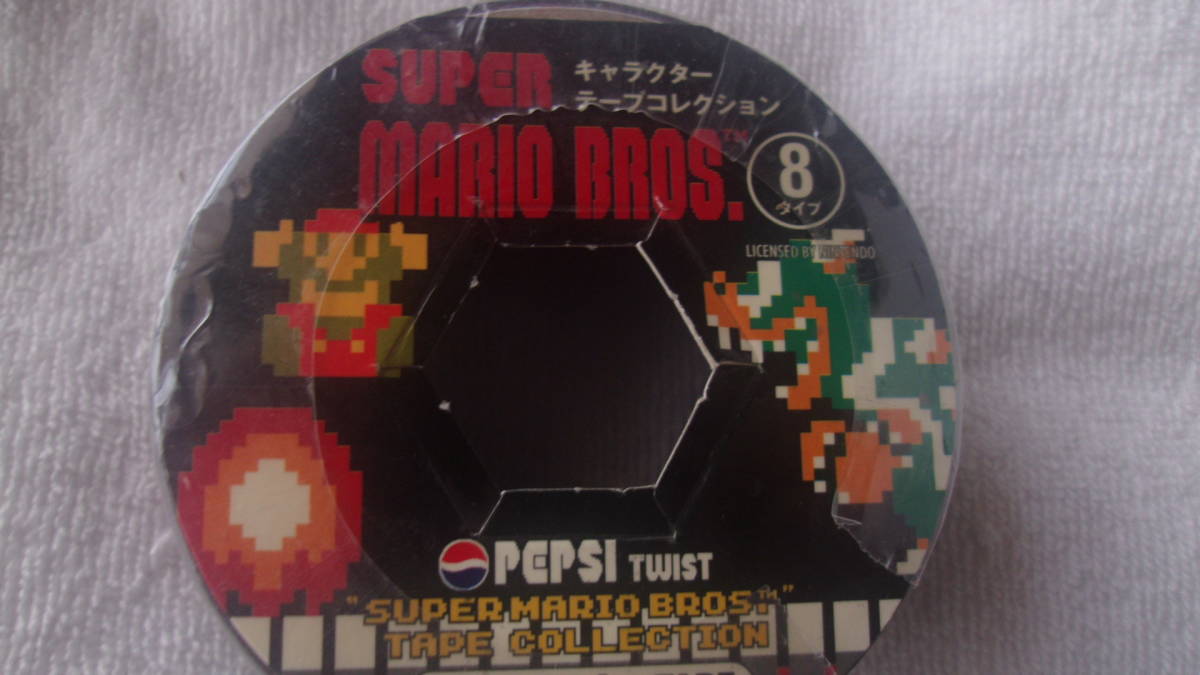 SUPER
MARIO BROS.™
キャラクター
テープコレクション
8
タイプ
LICENSED BY NINTENDO
PEPSI TWIST
"SUPER MARIO BROS.™"
TAPE COLLECTION